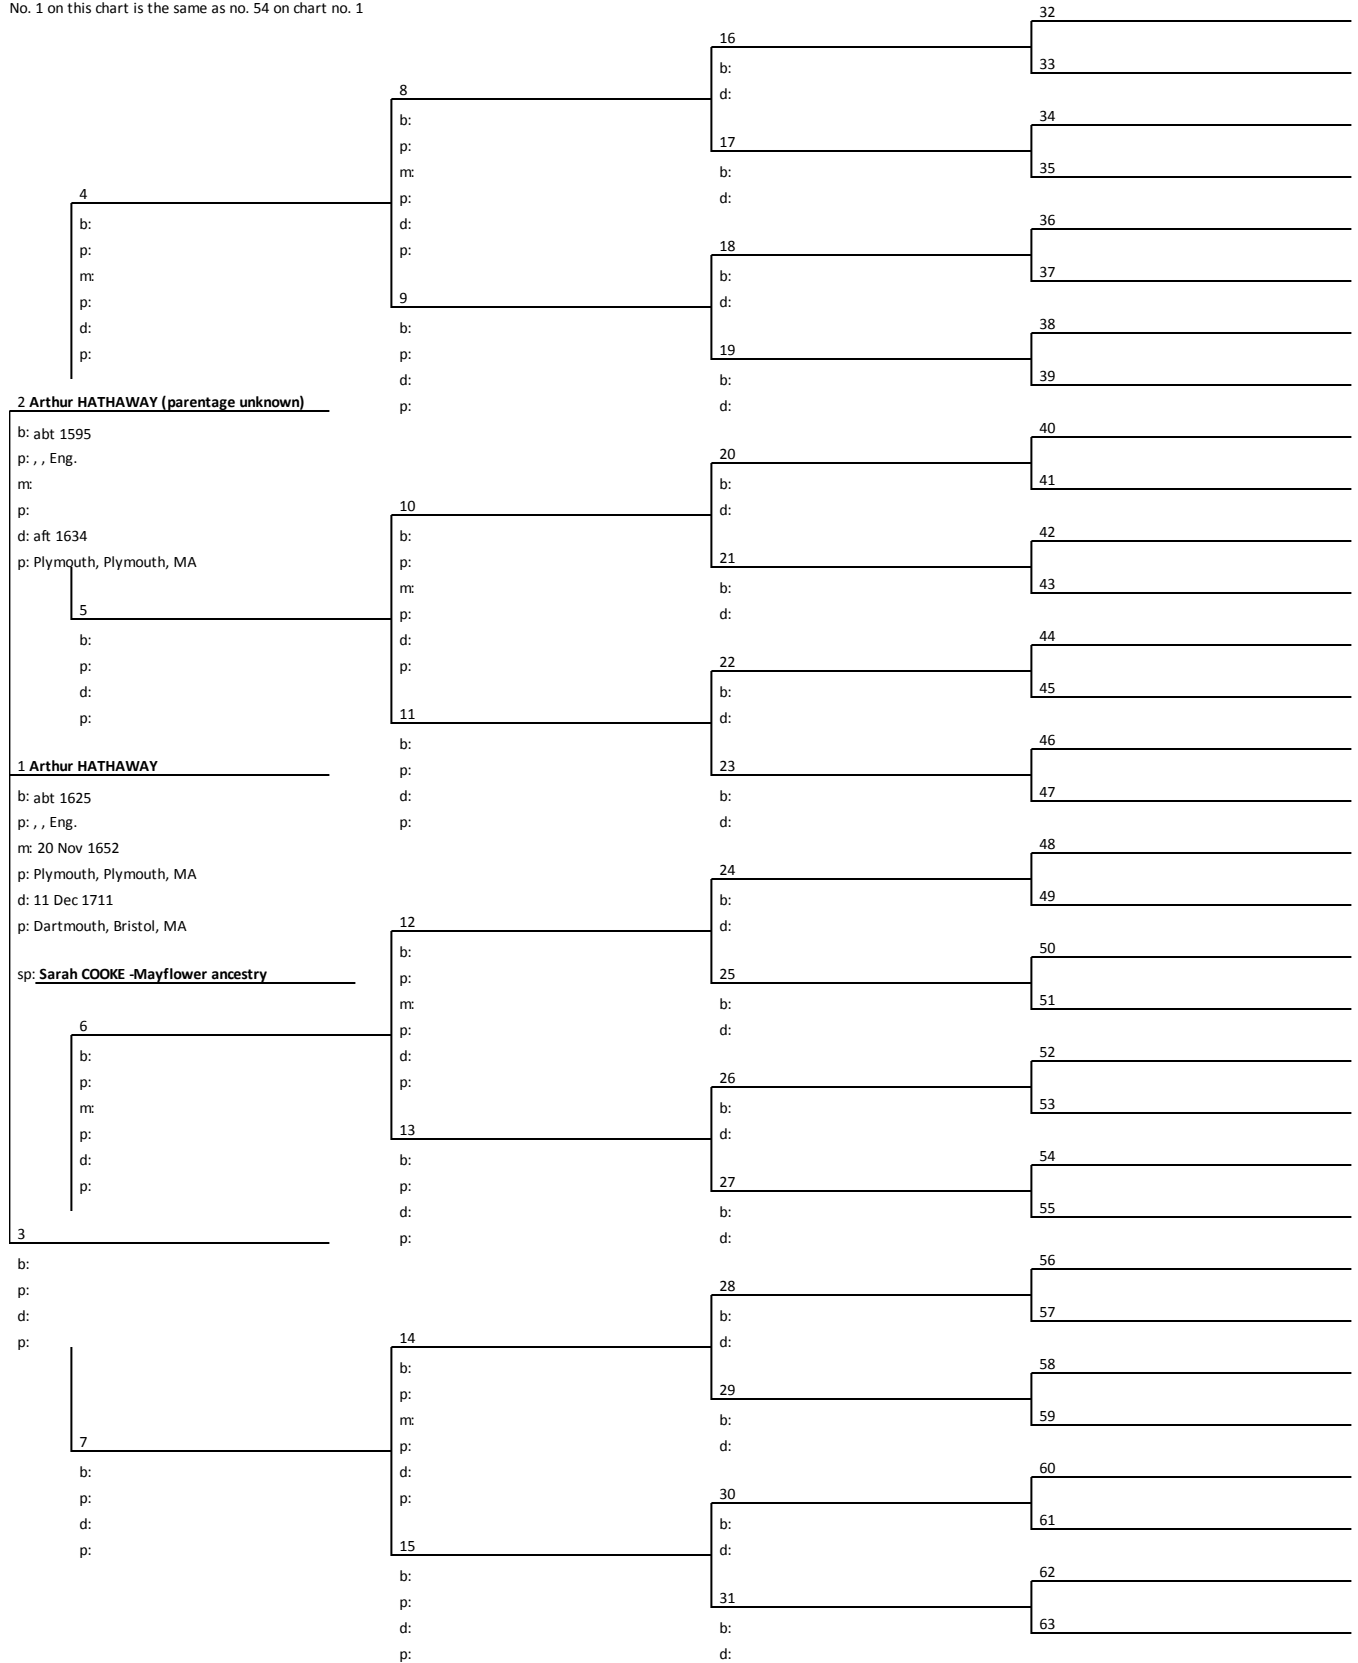 No. 1 on this chart is the same as no. 54 on chart no. 1
4
b:
p:
m:
p:
d:
p:
2 Arthur HATHAWAY (parentage unknown)
b: abt 1595
p: , , Eng.
m:
p:
d: aft 1634
p: Plymouth, Plymouth, MA
5
b:
p:
d:
p:
1 Arthur HATHAWAY
b: abt 1625
p: , , Eng.
m: 20 Nov 1652
p: Plymouth, Plymouth, MA
d: 11 Dec 1711
p: Dartmouth, Bristol, MA
sp: Sarah COOKE -Mayflower ancestry
6
b:
p:
m:
p:
d:
p:
3
b:
p:
d:
p:
7
b:
p:
d:
p:
8
b:
p:
m:
p:
d:
p:
9
b:
p:
d:
p:
10
b:
p:
m:
p:
d:
p:
11
b:
p:
d:
p:
12
b:
p:
m:
p:
d:
p:
13
b:
p:
d:
p:
14
b:
p:
m:
p:
d:
p:
15
b:
p:
d:
p:
16
b:
d:
17
b:
d:
18
b:
d:
19
b:
d:
20
b:
d:
21
b:
d:
22
b:
d:
23
b:
d:
24
b:
d:
25
b:
d:
26
b:
d:
27
b:
d:
28
b:
d:
29
b:
d:
30
b:
d:
31
b:
d:
32
33
34
35
36
37
38
39
40
41
42
43
44
45
46
47
48
49
50
51
52
53
54
55
56
57
58
59
60
61
62
63